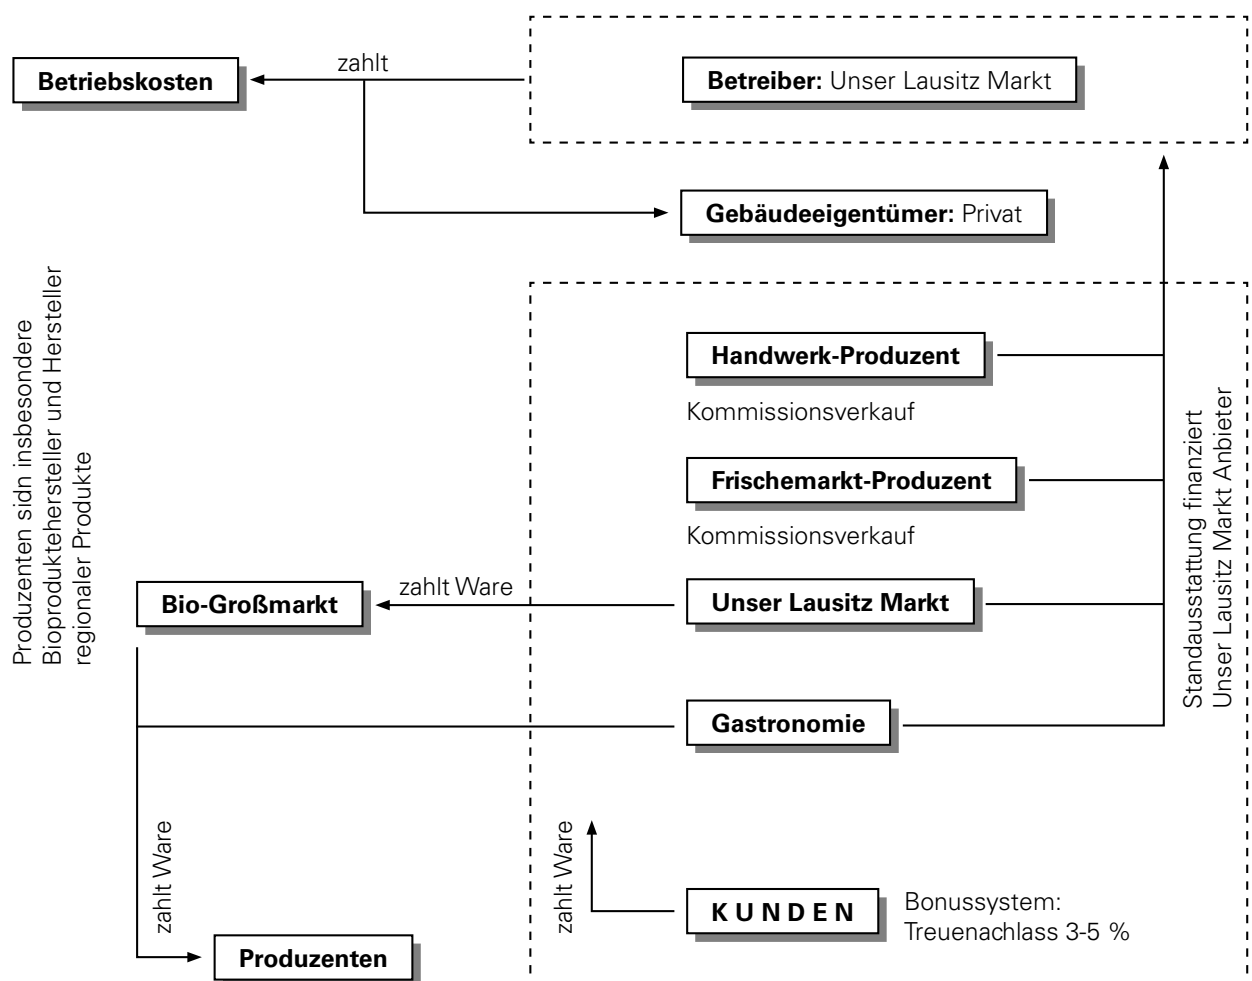 zahlt
Betriebskosten
Betreiber: Unser Lausitz Markt
Gebäudeeigentümer: Privat
Produzenten sidn insbesondere
Bioproduktehersteller und Hersteller
regionaler Produkte
Handwerk-Produzent
Kommissionsverkauf
Frischemarkt-Produzent
Kommissionsverkauf
Standausstattung finanziert
Unser Lausitz Markt Anbieter
Bio-Großmarkt
zahlt Ware
Unser Lausitz Markt
Gastronomie
zahlt Ware
zahlt Ware
KUNDEN
Bonussystem:
Treuenachlass 3-5 %
Produzenten